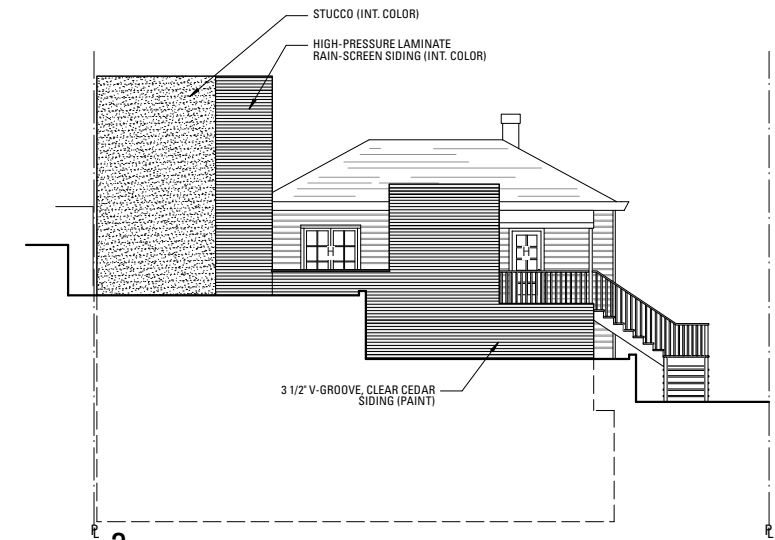 STUCCO (INT. COLOR)
HIGH-PRESSURE LAMINATE
RAIN-SCREEN SIDING (INT. COLOR)
H
H
3 1/2" V-GROOVE, CLEAR CEDAR
SIDING (PAINT)